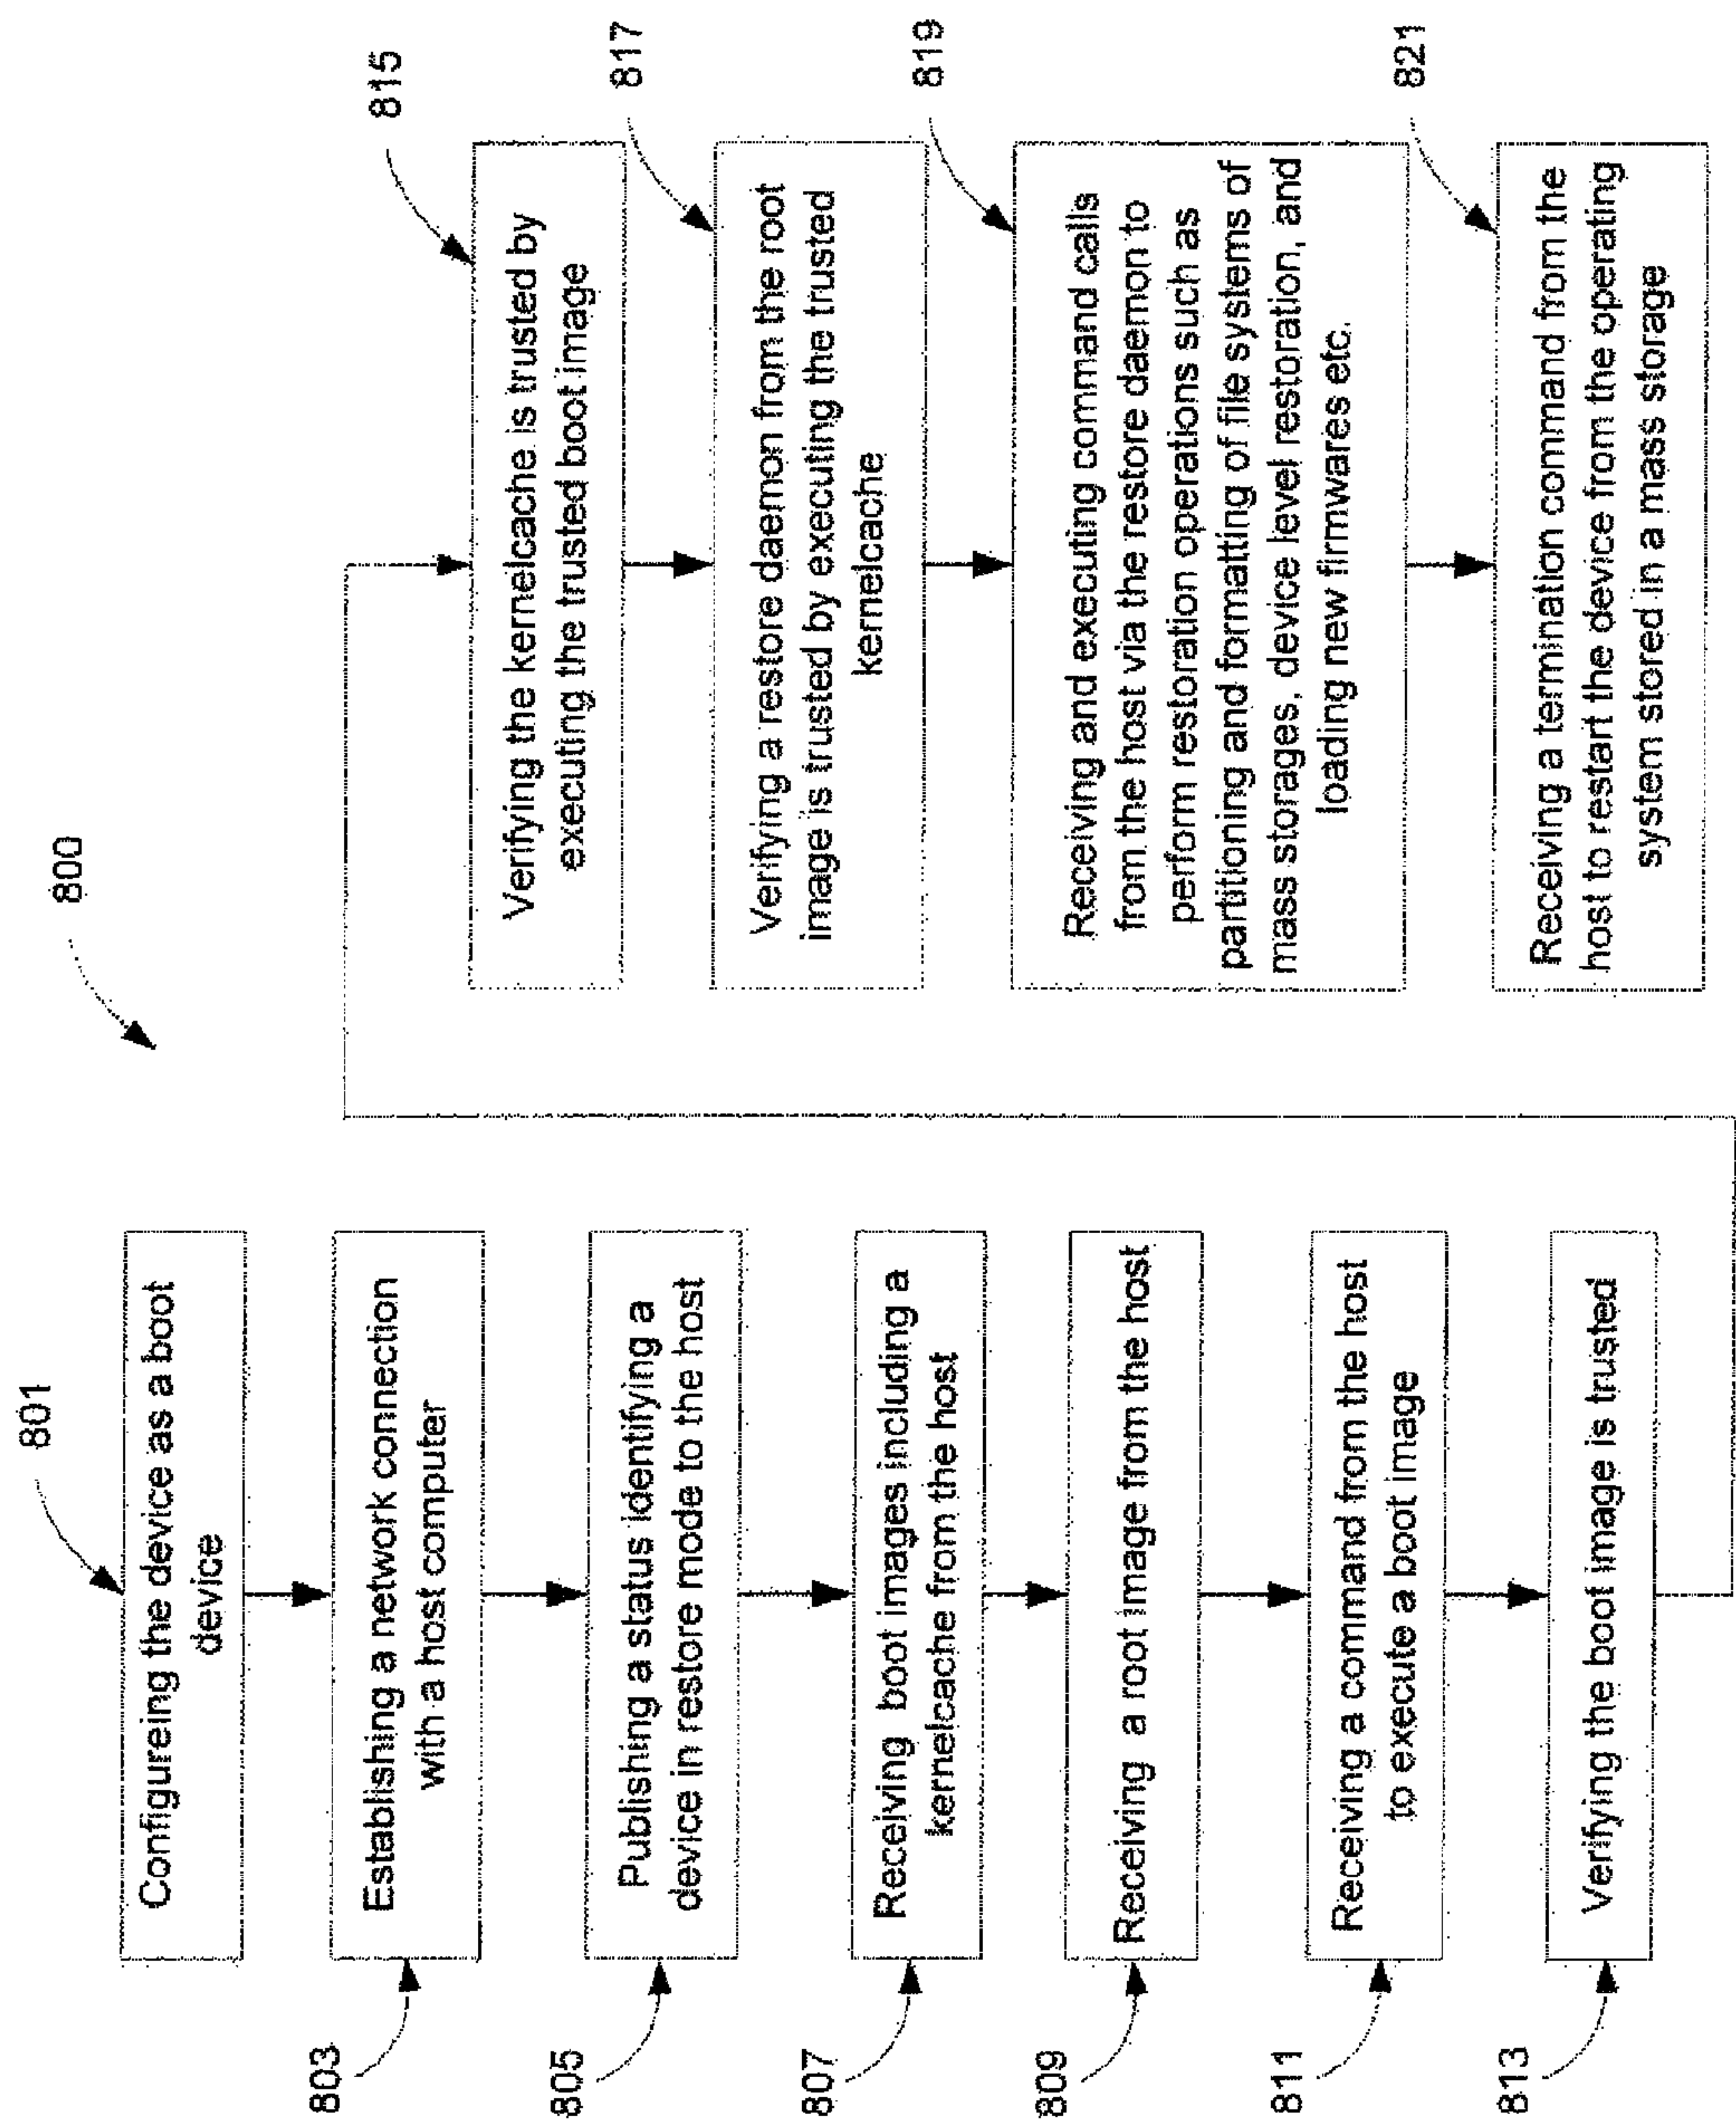 800
801
Configureing the device as a boot
device
803
Establishing a network connection
with a host computer
805
Publishing a status identifying a
device in restore mode to the host
807
Receiving boot images including a
kernelcache from the host
809
Receiving a root image from the host
811
Receiving a command from the host
to execute a boot image
813
Verifying the boot image is trusted
815
Verifying the kernelcache is trusted by
executing the trusted boot image
817
Verifying a restore daemon from the root
image is trusted by executing the trusted
kernelcache
819
Receiving and executing command calls
from the host via the restore daemon to
perform restoration operations such as
partitioning and formatting of file systems of
mass storages, device level restoration, and
loading new firmwares etc.
821
Receiving a termination command from the
host to restart the device from the operating
system stored in a mass storage